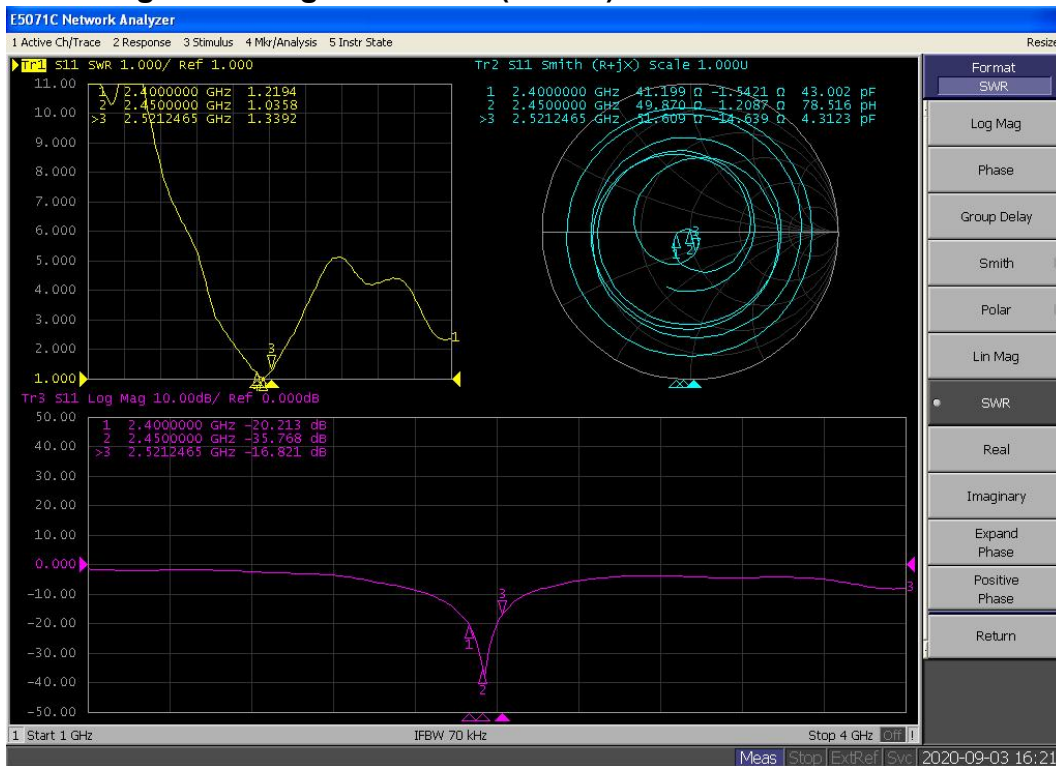 E5071C Network Analyzer
1 Active Ch/Trace 2 Response 3 Stimulus 4 Mkr/Analysis 5 Instr State
Resize
Tr1 S11 SWR 1.000/ Ref 1.000
11.00
10.00
9.000
8.000
7.000
6.000
5.000
4.000
3.000
2.000
1.000
1 2.4000000 GHz 1.2194
2 2.4500000 GHz 1.0358
>3 2.5212465 GHz 1.3392
3
1
Tr2 S11 Smith (R+jX) Scale 1.000U
1 2.4000000 GHz 41.199 Ω -1.5421 Ω 43.002 pF
2 2.4500000 GHz 49.870 Ω 1.2087 Ω 78.516 pH
>3 2.5212465 GHz 51.609 Ω -14.639 Ω 4.3123 pF
Tr3 S11 Log Mag 10.00dB/ Ref 0.000dB
50.00
40.00
30.00
20.00
10.00
0.000
-10.00
-20.00
-30.00
-40.00
-50.00
1 2.4000000 GHz -20.213 dB
2 2.4500000 GHz -35.768 dB
>3 2.5212465 GHz -16.821 dB
3
1
2
3
1 Start 1 GHz
IFBW 70 kHz
Stop 4 GHz Off !
Format
SWR
Log Mag
Phase
Group Delay
Smith
Polar
Lin Mag
SWR
Real
Imaginary
Expand
Phase
Positive
Phase
Return
Meas Stop ExtRef Svc 2020-09-03 16:21